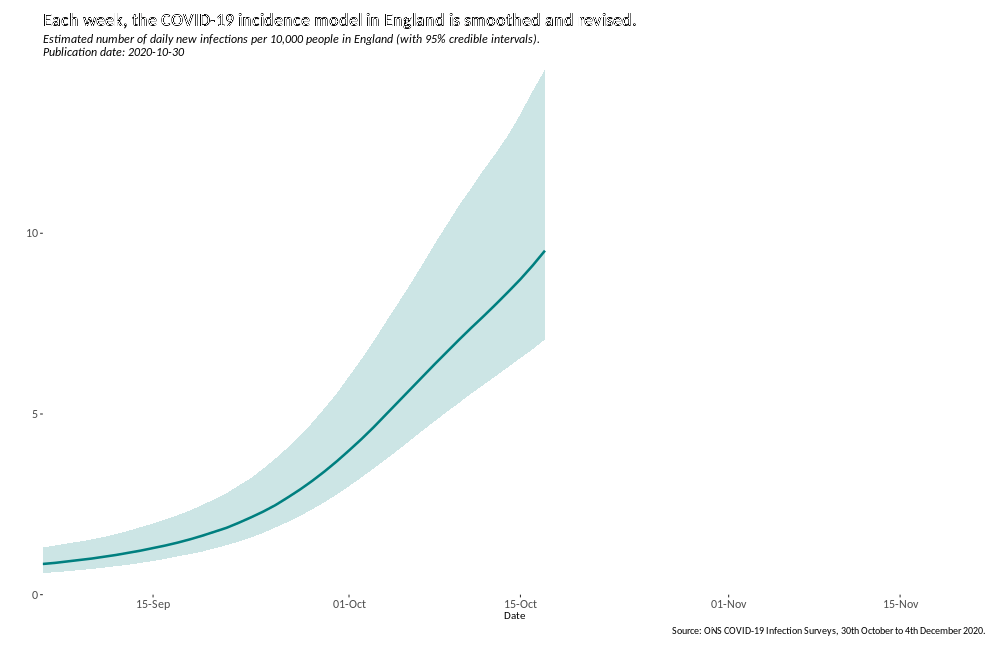 Each week, the COVID-19 incidence model in England is smoothed and revised.
Estimated number of daily new infections per 10,000 people in England (with 95% credible intervals).
Publication date: 2020-10-30
10
5
0
15-Sep 01-Oct 15-Oct 01-Nov 15-Nov
Date
Source: ONS COVID-19 Infection Surveys, 30th October to 4th December 2020.